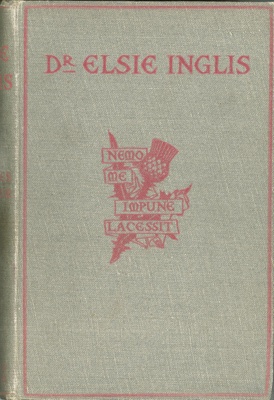 DR ELSIE INGLIS
NEMO
ME
IMPUNE
LACESSIT